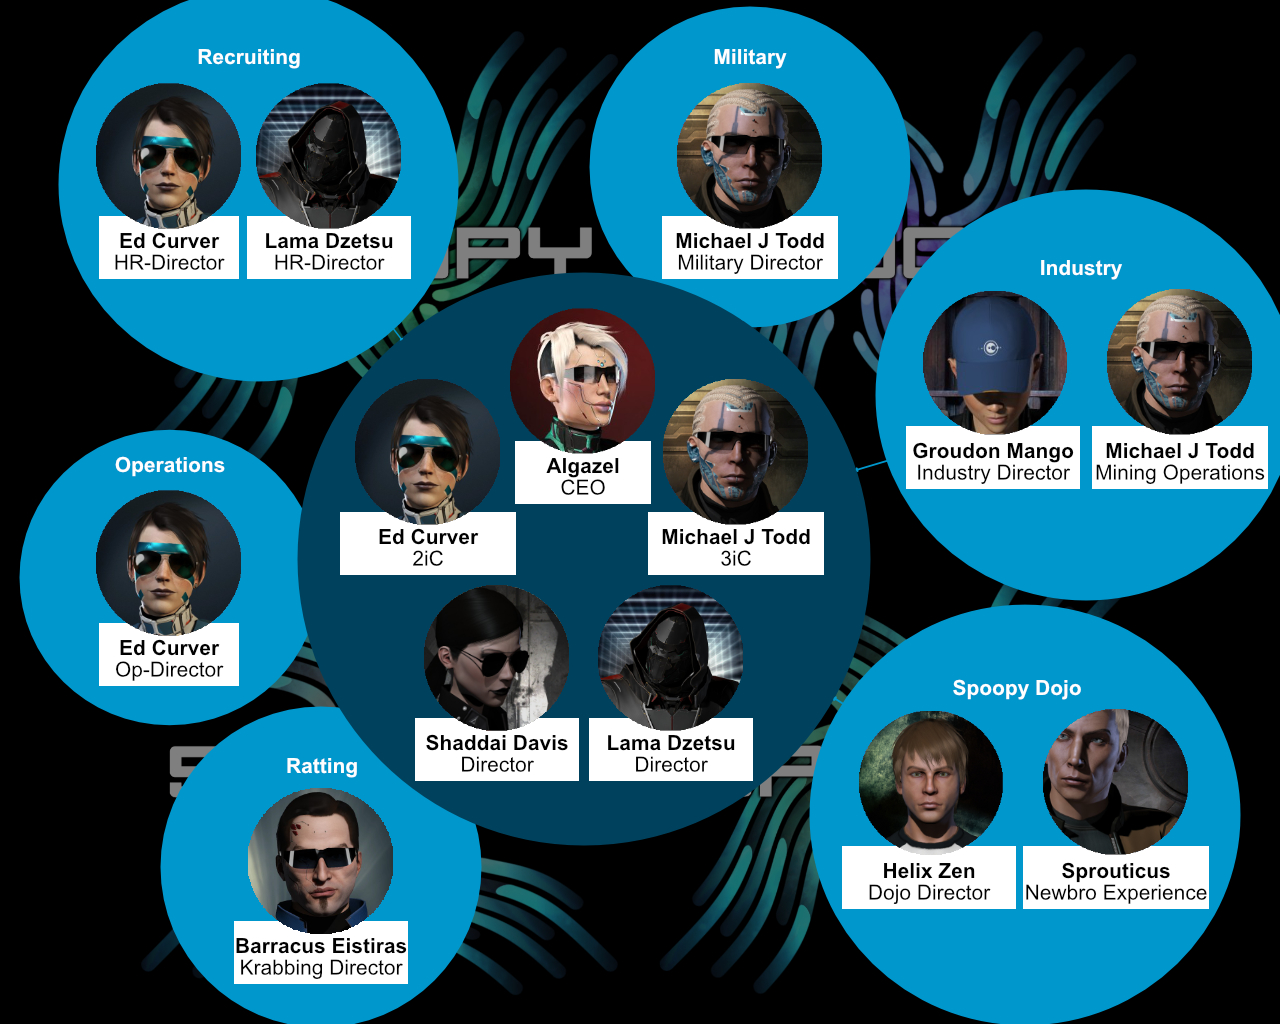 Recruiting
Ed Curver
HR-Director
Lama Dzetsu
HR-Director
Military
Michael J Todd
Military Director
Industry
Groudon Mango
Industry Director
Michael J Todd
Mining Operations
Algazel
CEO
Ed Curver
2iC
Michael J Todd
3iC
Shaddai Davis
Director
Lama Dzetsu
Director
Operations
Ed Curver
Op-Director
Ratting
Barracus Eistiras
Krabbing Director
Spoopy Dojo
Helix Zen
Dojo Director
Sprouticus
Newbro Experience